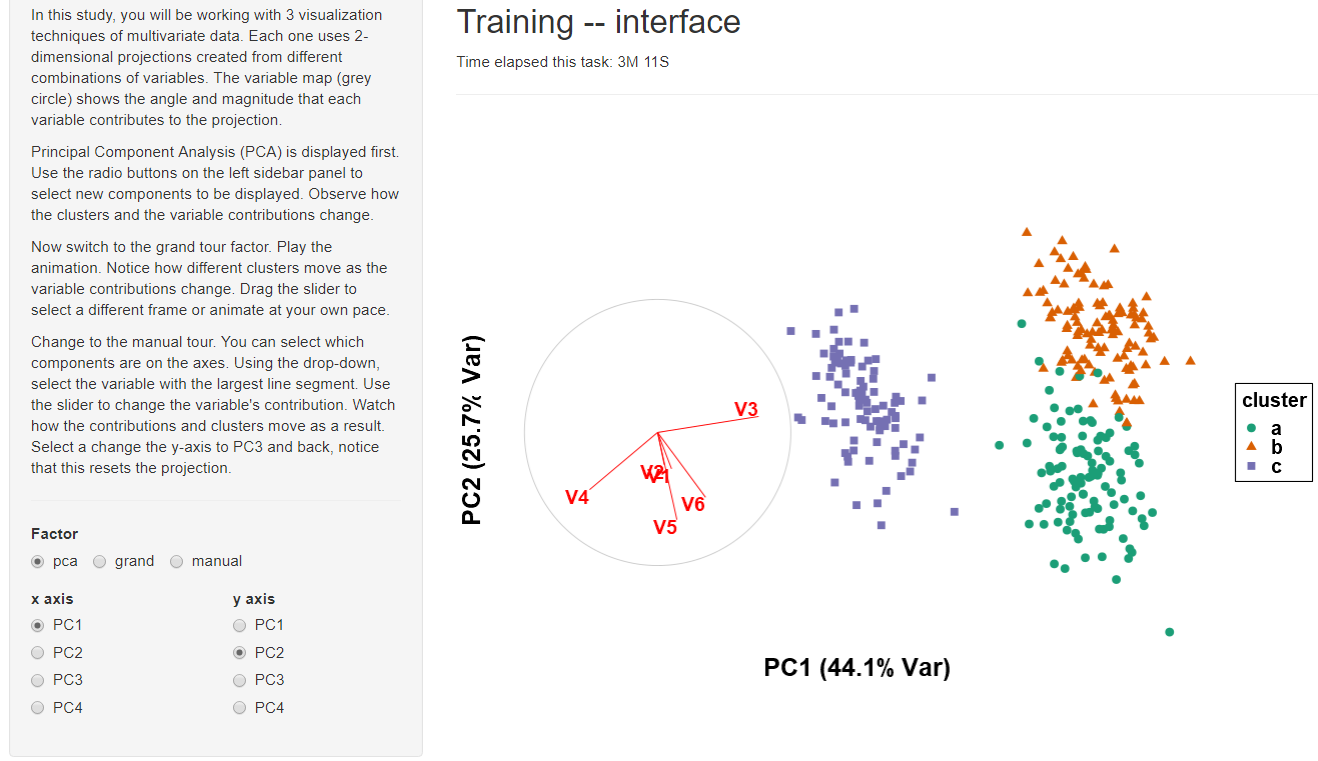 In this study, you will be working with 3 visualization
techniques of multivariate data. Each one uses 2-
dimensional projections created from different
combinations of variables. The variable map (grey
circle) shows the angle and magnitude that each
variable contributes to the projection.
Principal Component Analysis (PCA) is displayed first.
Use the radio buttons on the left sidebar panel to
select new components to be displayed. Observe how
the clusters and the variable contributions change.
Now switch to the grand tour factor. Play the
animation. Notice how different clusters move as the
variable contributions change. Drag the slider to
select a different frame or animate at your own pace.
Change to the manual tour. You can select which
components are on the axes. Using the drop-down,
select the variable with the largest line segment. Use
the slider to change the variable's contribution. Watch
how the contributions and clusters move as a result.
Select a change the y-axis to PC3 and back, notice
that this resets the projection.
Factor
pca grand manual
x axis y axis
PC1 PC1
PC2 PC2
PC3 PC3
PC4 PC4
Training -- interface
Time elapsed this task: 3M 11S
PC2 (25.7% Var)
V3
V2
V1
V4
V6
V5
PC1 (44.1% Var)
cluster
a
b
c